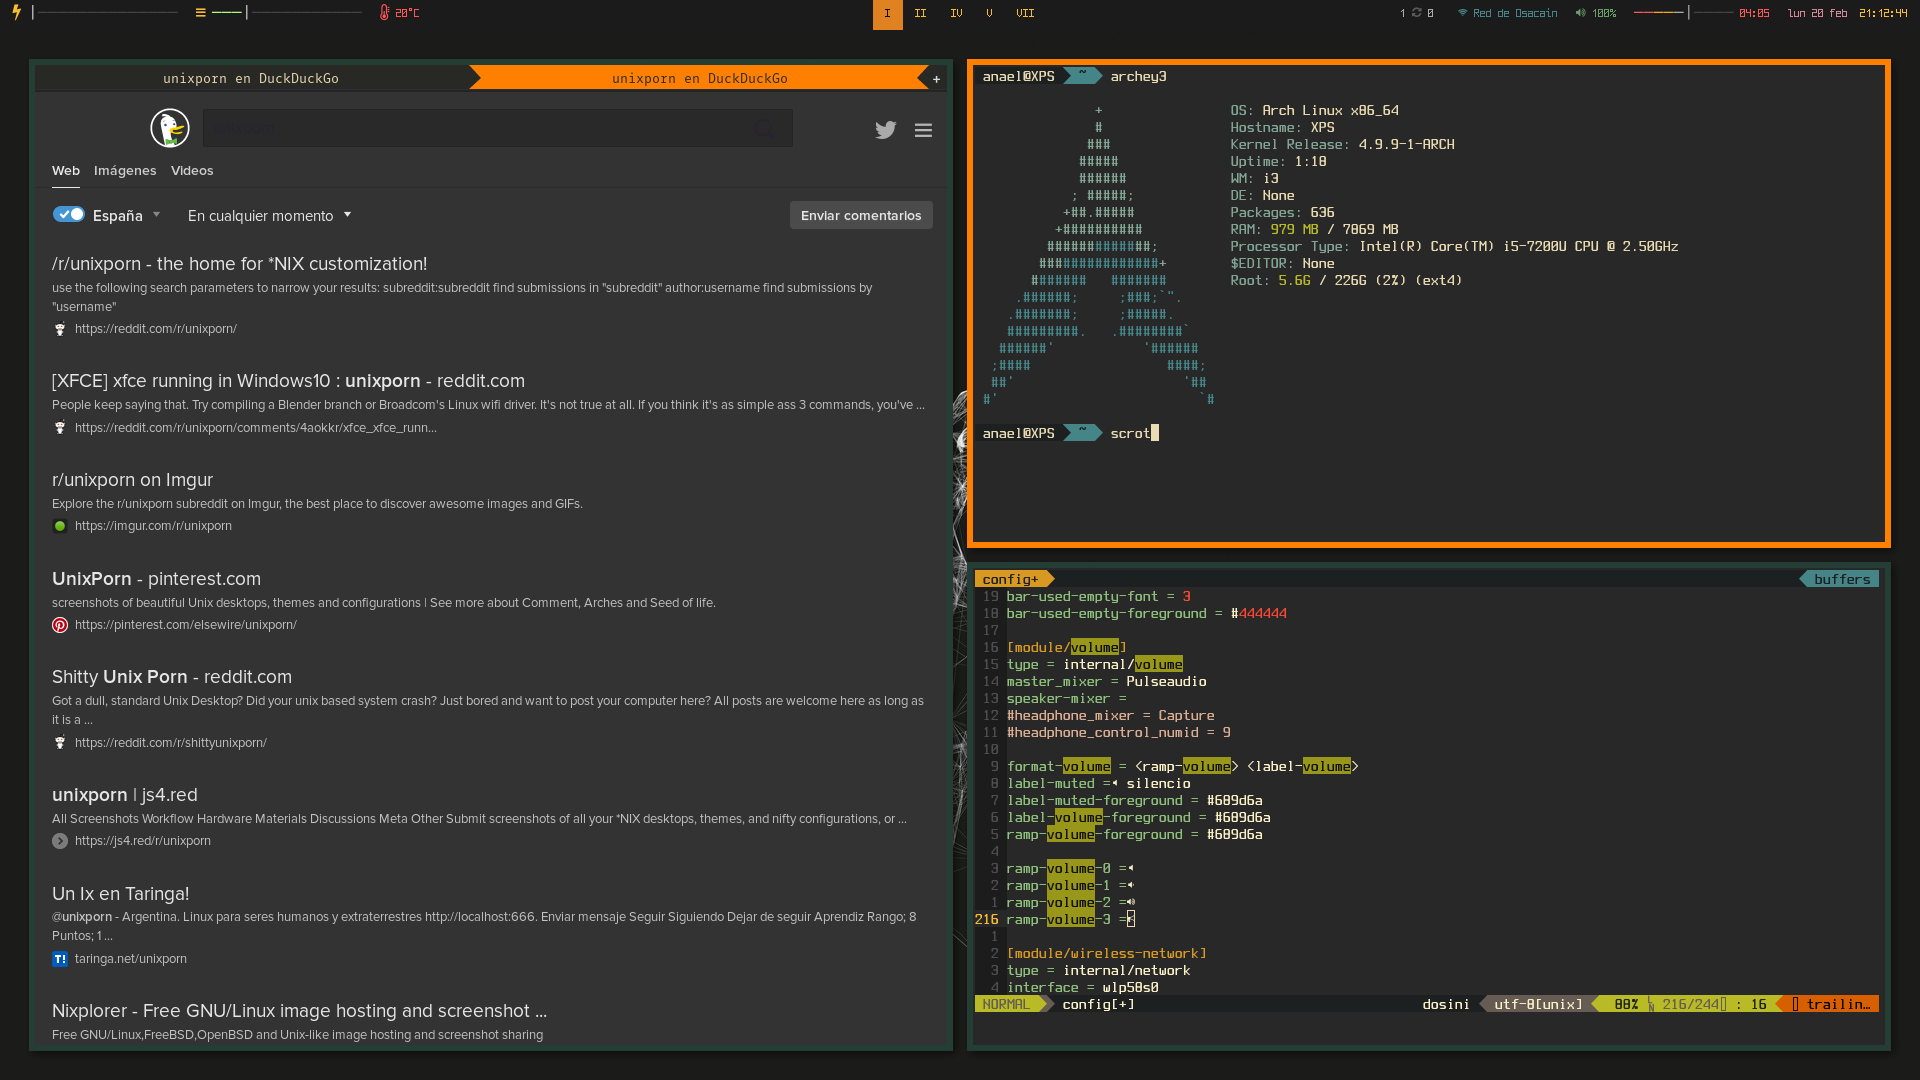 20°C
I II IV V VII
1 0 Red de Osacain 100% 04:05 lun 20 feb 21:12:44
unixporn en DuckDuckGo
unixporn en DuckDuckGo +
Web Imágenes Videos
España En cualquier momento Enviar comentarios
/r/unixporn - the home for *NIX customization!
use the following search parameters to narrow your results: subreddit:subreddit find submissions in "subreddit" author:username find submissions by
"username"
https://reddit.com/r/unixporn/
[XFCE] xfce running in Windows10 : unixporn - reddit.com
People keep saying that. Try compiling a Blender branch or Broadcom's Linux wifi driver. It's not true at all. If you think it's as simple ass 3 commands, you've ...
https://reddit.com/r/unixporn/comments/4aokkr/xfce_xfce_runn...
r/unixporn on Imgur
Explore the r/unixporn subreddit on Imgur, the best place to discover awesome images and GIFs.
https://imgur.com/r/unixporn
UnixPorn - pinterest.com
screenshots of beautiful Unix desktops, themes and configurations | See more about Comment, Arches and Seed of life.
https://pinterest.com/elsewire/unixporn/
Shitty Unix Porn - reddit.com
Got a dull, standard Unix Desktop? Did your unix based system crash? Just bored and want to post your computer here? All posts are welcome here as long as
it is a ...
https://reddit.com/r/shittyunixporn/
unixporn | js4.red
All Screenshots Workflow Hardware Materials Discussions Meta Other Submit screenshots of all your *NIX desktops, themes, and nifty configurations, or ...
https://js4.red/r/unixporn
Un Ix en Taringa!
@unixporn - Argentina. Linux para seres humanos y extraterrestres http://localhost:666. Enviar mensaje Seguir Siguiendo Dejar de seguir Aprendiz Rango; 8
Puntos; 1 ...
T! taringa.net/unixporn
Nixplorer - Free GNU/Linux image hosting and screenshot ...
Free GNU/Linux,FreeBSD,OpenBSD and Unix-like image hosting and screenshot sharing
anael@XPS ~ archey3
OS: Arch Linux x86_64
Hostname: XPS
Kernel Release: 4.9.9-1-ARCH
Uptime: 1:18
WM: i3
DE: None
Packages: 636
RAM: 979 MB / 7869 MB
Processor Type: Intel(R) Core(TM) i5-7200U CPU @ 2.50GHz
$EDITOR: None
Root: 5.6G / 226G (2%) (ext4)
anael@XPS ~ scrot
config+ buffers
19 bar-used-empty-font = 3
18 bar-used-empty-foreground = #444444
17
16 [module/volume]
15 type = internal/volume
14 master_mixer = Pulseaudio
13 speaker-mixer =
12 #headphone_mixer = Capture
11 #headphone_control_numid = 9
10
9 format-volume = <ramp-volume> <label-volume>
8 label-muted = silencio
7 label-muted-foreground = #689d6a
6 label-volume-foreground = #689d6a
5 ramp-volume-foreground = #689d6a
4
3 ramp-volume-0 =
2 ramp-volume-1 =
1 ramp-volume-2 =
216 ramp-volume-3 =
1
2 [module/wireless-network]
3 type = internal/network
4 interface = wlp58s0
NORMAL config[+] dosini utf-8[unix] 88% 216/244 : 16 trailin…